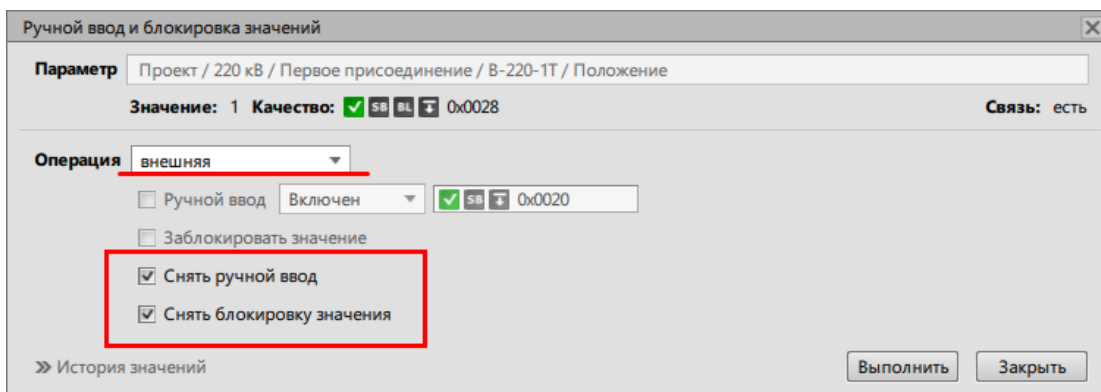 Ручной ввод и блокировка значений
Параметр Проект / 220 кВ / Первое присоединение / В-220-1Т / Положение
Значение: 1 Качество: SB BL 0x0028 Связь: есть
Операция внешняя
Ручной ввод Включен SB 0x0020
Заблокировать значение
Снять ручной ввод
Снять блокировку значения
История значений Выполнить Закрыть